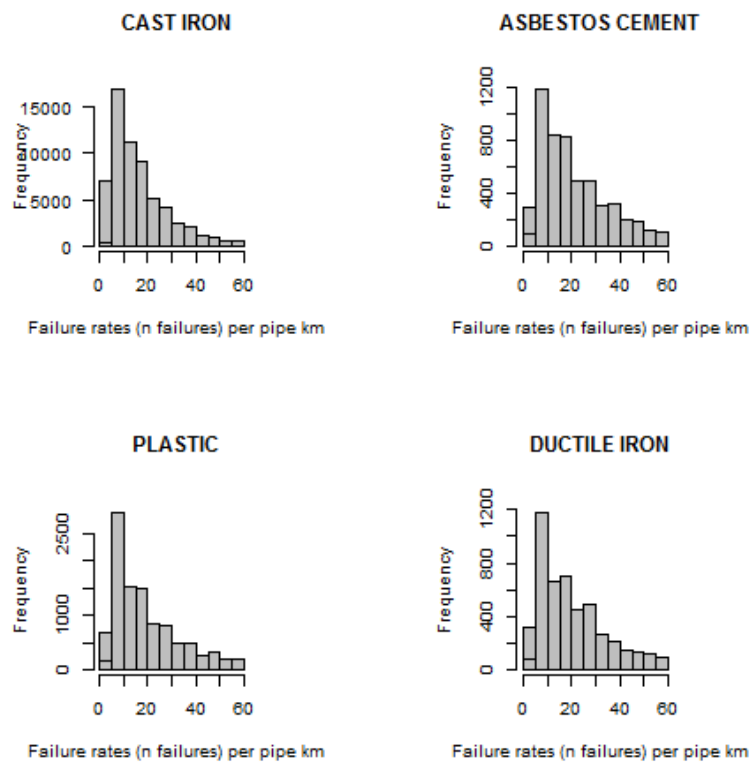 CAST IRON
Frequency
15000
10000
5000
0
0 20 40 60
Failure rates (n failures) per pipe km
ASBESTOS CEMENT
Frequency
1200
800
400
0
0 20 40 60
Failure rates (n failures) per pipe km
PLASTIC
Frequency
2500
1000
0
0 20 40 60
Failure rates (n failures) per pipe km
DUCTILE IRON
Frequency
1200
800
400
0
0 20 40 60
Failure rates (n failures) per pipe km